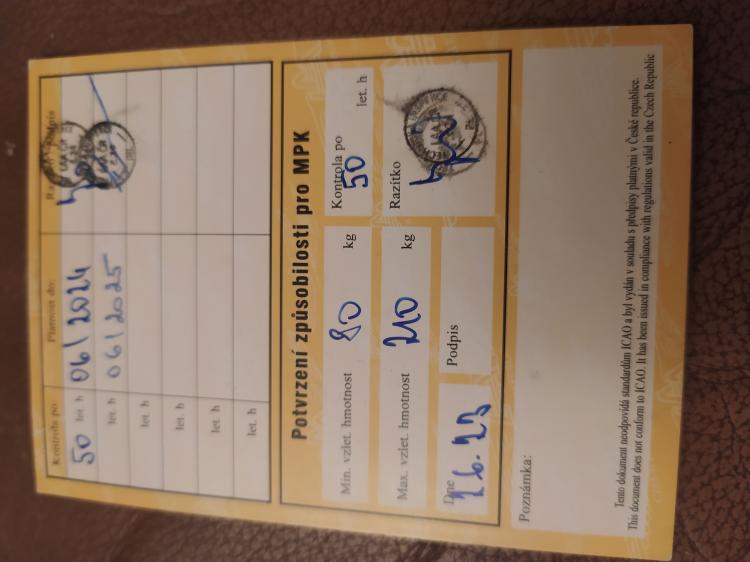 Kontrola po: Platnost do: Razítko a podpis
50 let. h 06/2024
let. h 06/2025
let. h
let. h
let. h
let. h
Potvrzení způsobilosti pro MPK
Min. vzlet. hmotnost 80 kg
Kontrola po 50 let. h
Max. vzlet. hmotnost 210 kg
Razítko
Dne
Podpis
Poznámka:
Tento dokument neodpovídá standardům ICAO a byl vydán v souladu s předpisy platnými v České republice.
This document does not conform to ICAO. It has been issued in compliance with regulations valid in the Czech Republic